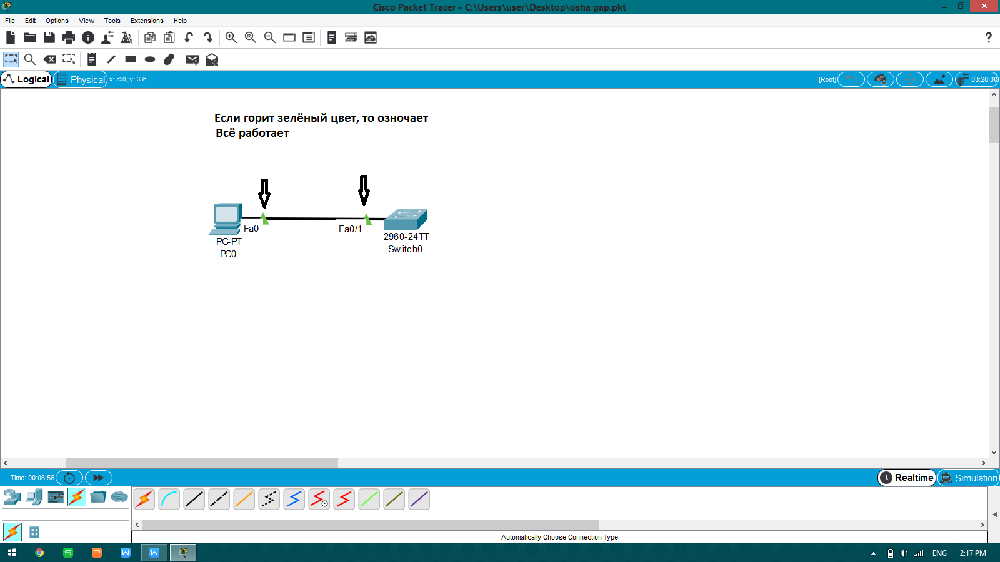 Cisco Packet Tracer - C:\Users\user\Desktop\osha gap.pkt
File Edit Options View Tools Extensions Help
Logical Physical x: 590, y: 336 [Root] 03:28:00
Если горит зелёный цвет, то озночает
Всё работает
Fa0 Fa0/1
PC-PT 2960-24TT
PC0 Switch0
Time: 00:06:56 Realtime Simulation
Automatically Choose Connection Type
ENG 2:17 PM